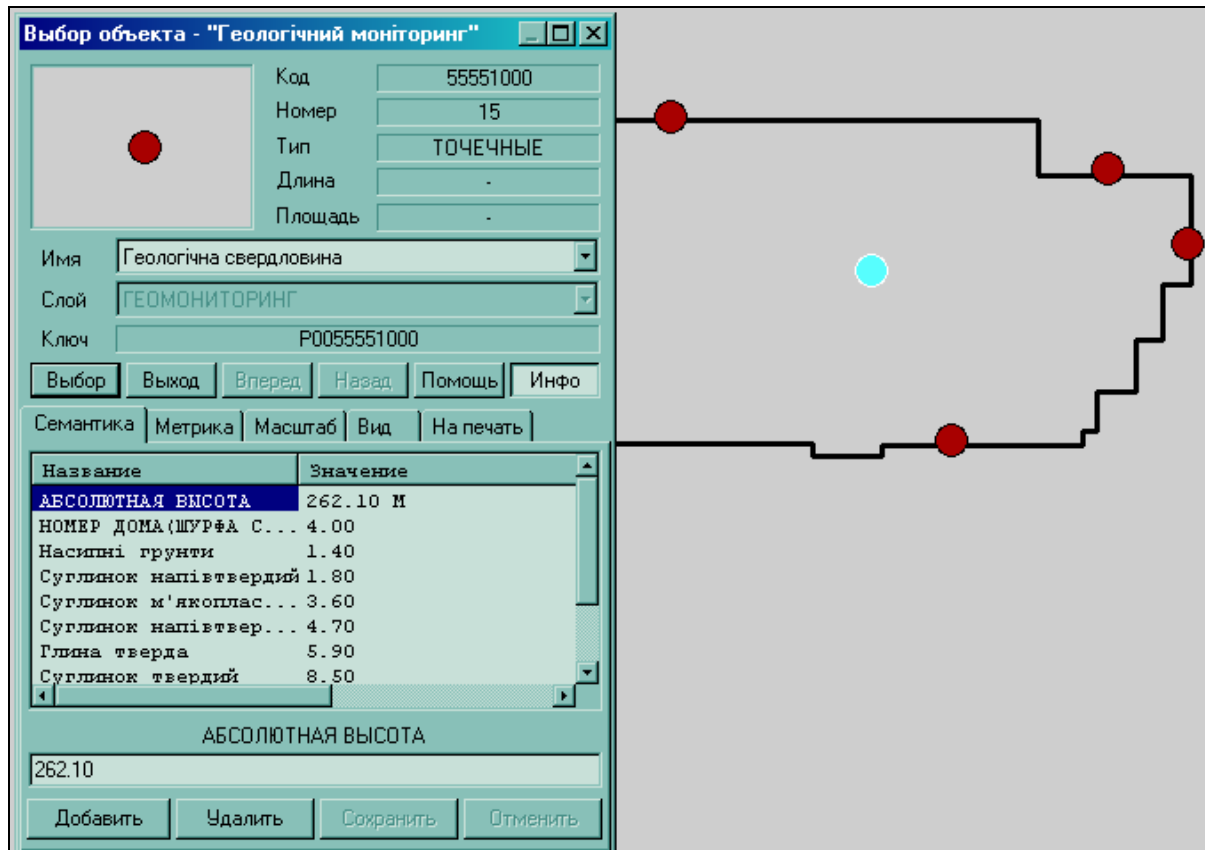 Выбор объекта - "Геологічний моніторинг"
Код 55551000
Номер 15
Тип ТОЧЕЧНЫЕ
Длина -
Площадь -
Имя Геологічна свердловина
Слой ГЕОМОНИТОРИНГ
Ключ P0055551000
Выбор Выход Вперед Назад Помощь Инфо
Семантика Метрика Масштаб Вид На печать
Название Значение
АБСОЛЮТНАЯ ВЫСОТА 262.10 М
НОМЕР ДОМА(ШУРФА С... 4.00
Насипні грунти 1.40
Суглинок напівтвердий 1.80
Суглинок м'якоплас... 3.60
Суглинок напівтвер... 4.70
Глина тверда 5.90
Суглинок твердий 8.50
АБСОЛЮТНАЯ ВЫСОТА
262.10
Добавить Удалить Сохранить Отменить